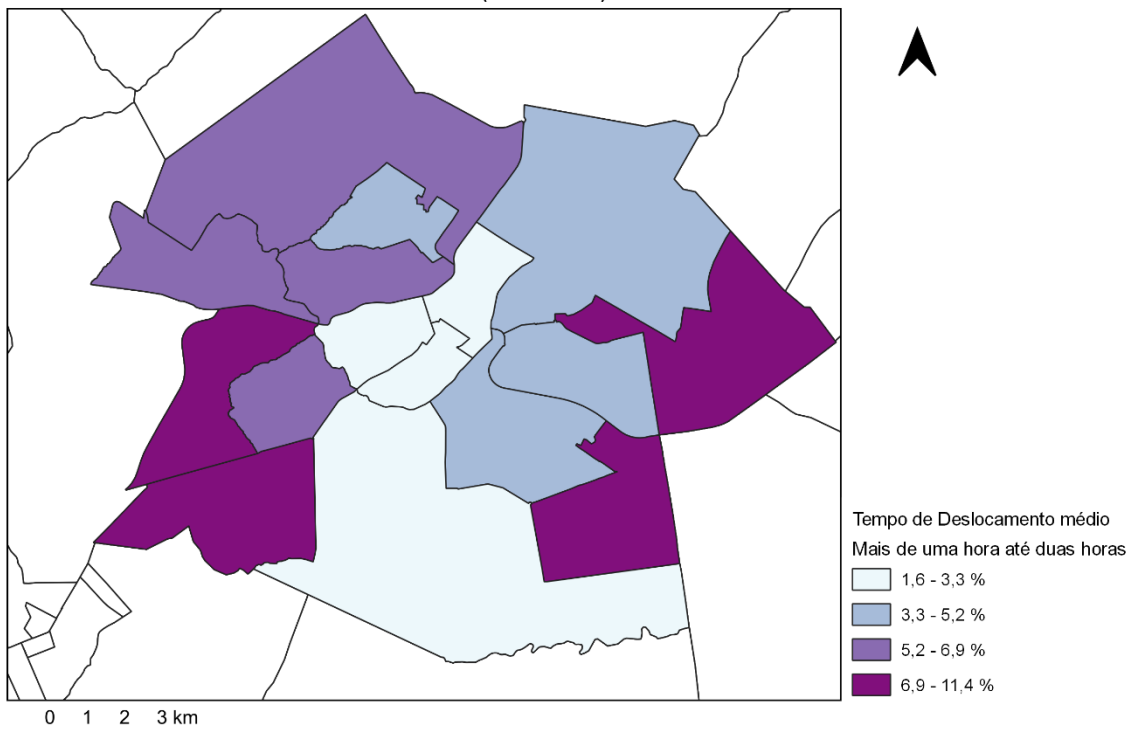 Tempo de Deslocamento médio
Mais de uma hora até duas horas
1,6 - 3,3 %
3,3 - 5,2 %
5,2 - 6,9 %
6,9 - 11,4 %
0 1 2 3 km